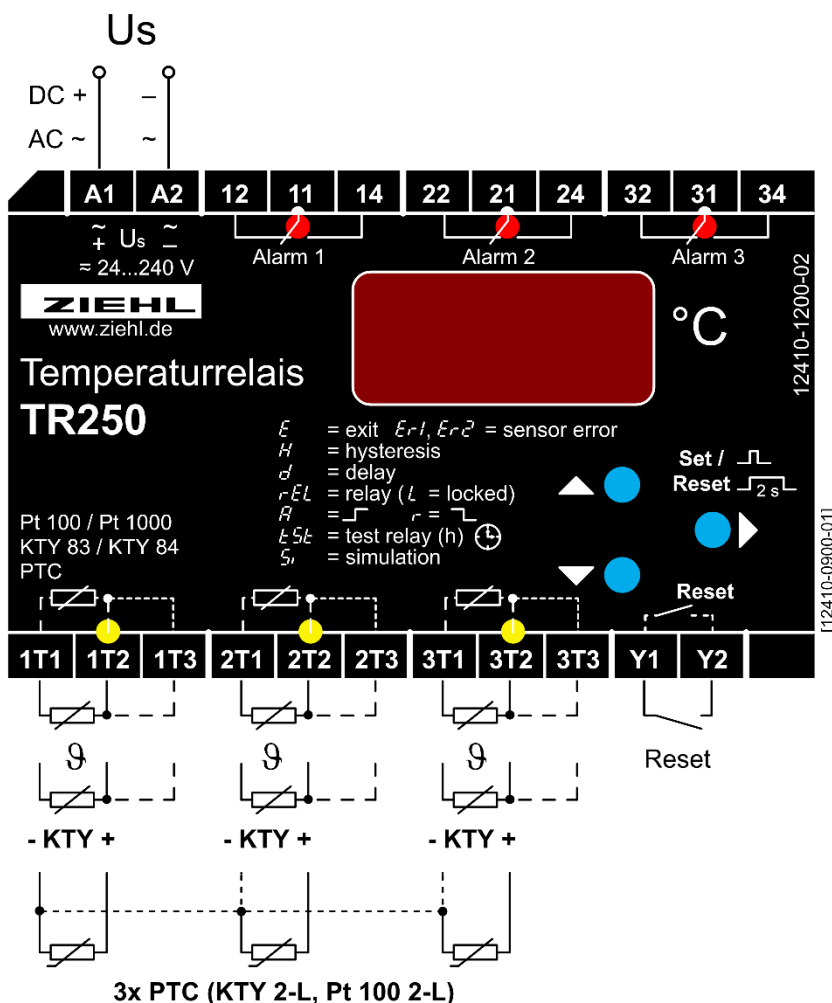 Us
DC + –
AC ~ ~
A1 A2 12 11 14 22 21 24 32 31 34
~ ~
+ Us –
≈ 24...240 V
Alarm 1 Alarm 2 Alarm 3
ZIEHL
www.ziehl.de
°C
12410-1200-02
Temperaturrelais
TR250
E = exit Er1, Er2 = sensor error
H = hysteresis
d = delay
rEL = relay (L = locked)
A = r =
tSt = test relay (h)
Si = simulation
Set /
Reset 2 s
Pt 100 / Pt 1000
KTY 83 / KTY 84
PTC
Reset
[12410-0900-01]
1T1 1T2 1T3 2T1 2T2 2T3 3T1 3T2 3T3 Y1 Y2
Reset
ϑ ϑ ϑ
- KTY + - KTY + - KTY +
3x PTC (KTY 2-L, Pt 100 2-L)